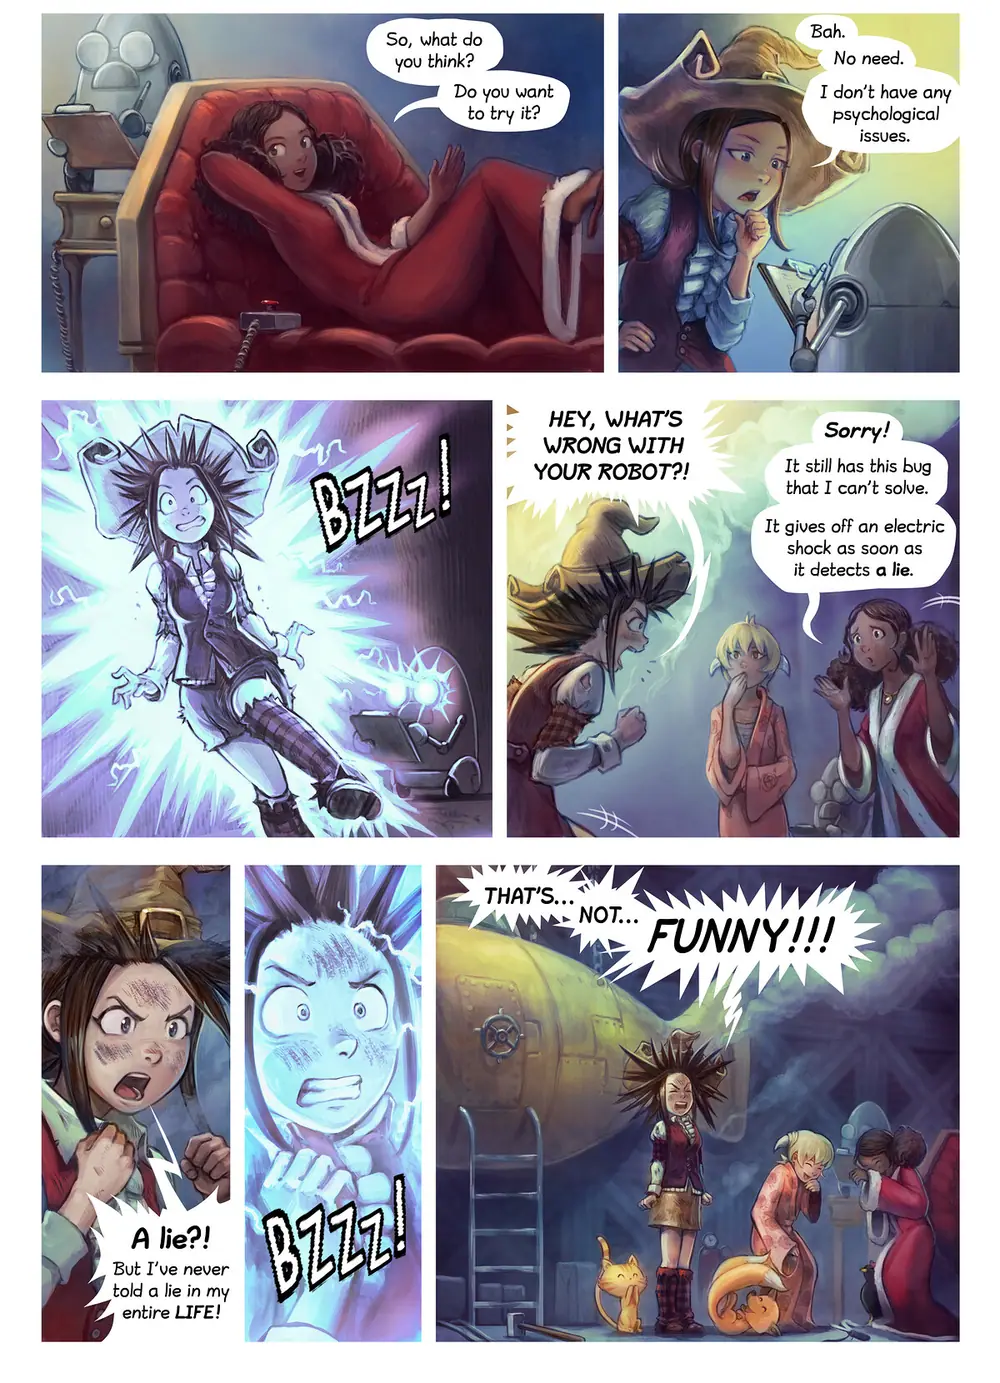 So, what do
you think?
Do you want
to try it?
Bah.
No need.
I don't have any
psychological
issues.
BZZZ!
HEY, WHAT'S
WRONG WITH
YOUR ROBOT?!
Sorry!
It still has this bug
that I can't solve.
It gives off an electric
shock as soon as
it detects a lie.
A lie?!
But I've never
told a lie in my
entire LIFE!
BZZZ!
THAT'S...
NOT...
FUNNY!!!